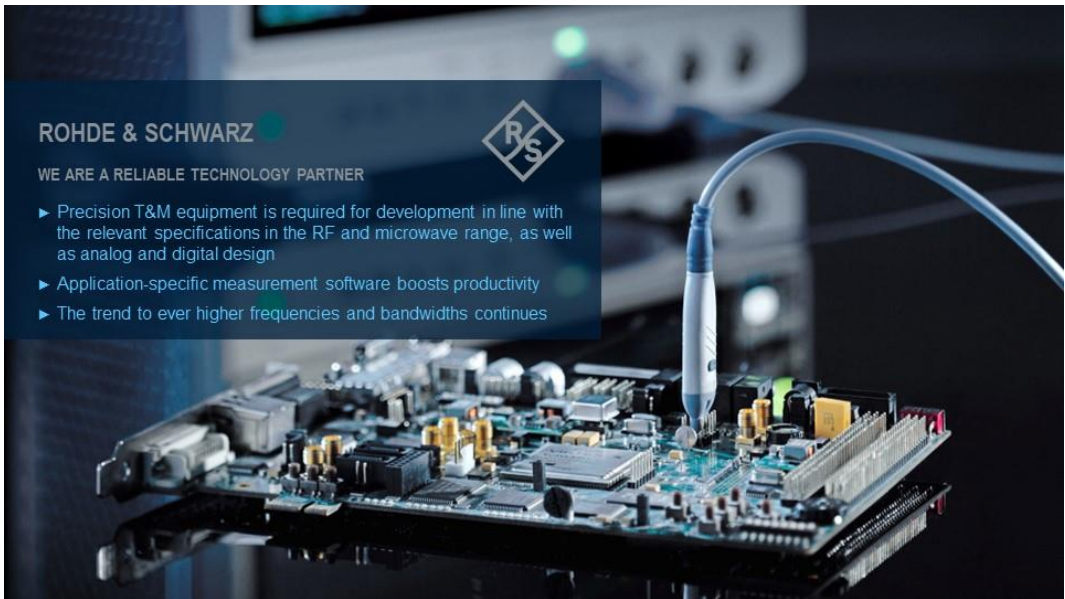 ROHDE & SCHWARZ
R
S
WE ARE A RELIABLE TECHNOLOGY PARTNER
► Precision T&M equipment is required for development in line with
the relevant specifications in the RF and microwave range, as well
as analog and digital design
► Application-specific measurement software boosts productivity
► The trend to ever higher frequencies and bandwidths continues